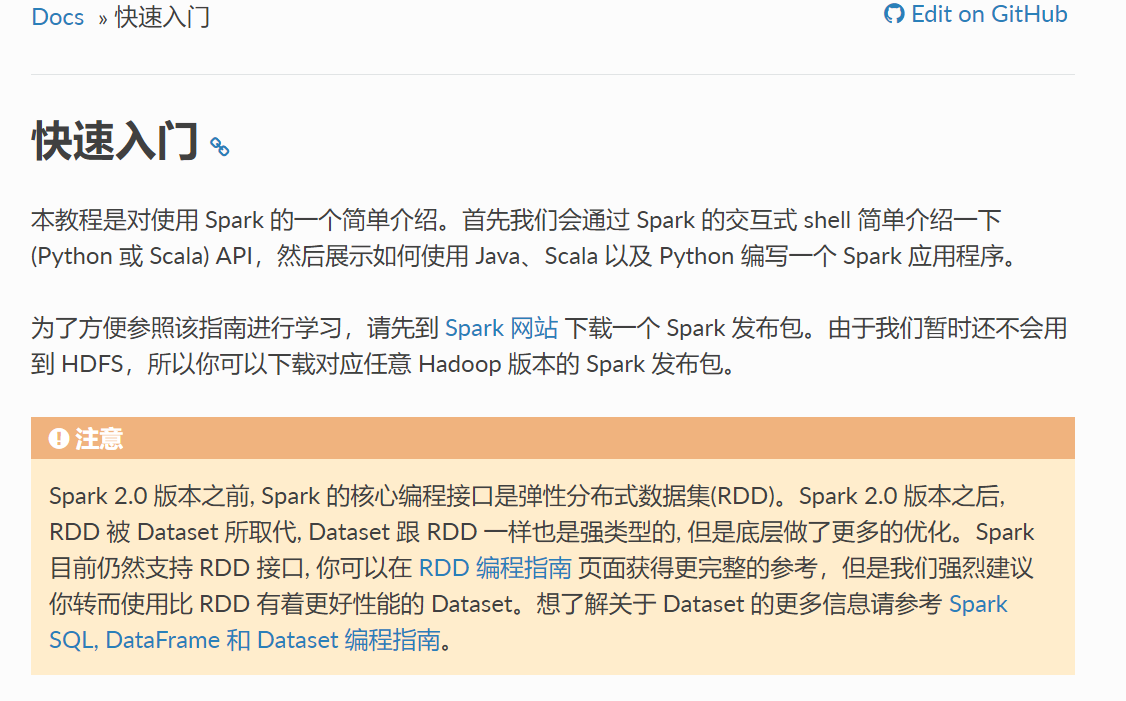 Docs » 快速入门
Edit on GitHub
快速入门
本教程是对使用 Spark 的一个简单介绍。首先我们会通过 Spark 的交互式 shell 简单介绍一下
(Python 或 Scala) API，然后展示如何使用 Java、Scala 以及 Python 编写一个 Spark 应用程序。
为了方便参照该指南进行学习，请先到 Spark 网站 下载一个 Spark 发布包。由于我们暂时还不会用
到 HDFS，所以你可以下载对应任意 Hadoop 版本的 Spark 发布包。
注意
Spark 2.0 版本之前, Spark 的核心编程接口是弹性分布式数据集(RDD)。Spark 2.0 版本之后,
RDD 被 Dataset 所取代, Dataset 跟 RDD 一样也是强类型的, 但是底层做了更多的优化。Spark
目前仍然支持 RDD 接口, 你可以在 RDD 编程指南 页面获得更完整的参考，但是我们强烈建议
你转而使用比 RDD 有着更好性能的 Dataset。想了解关于 Dataset 的更多信息请参考 Spark
SQL, DataFrame 和 Dataset 编程指南。